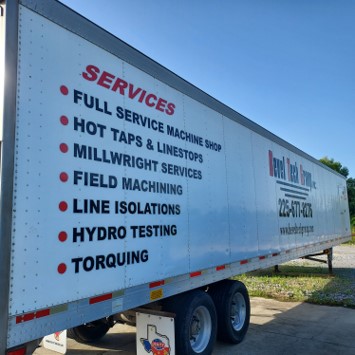 SERVICES
FULL SERVICE MACHINE SHOP
HOT TAPS & LINESTOPS
MILLWRIGHT SERVICES
FIELD MACHINING
LINE ISOLATIONS
HYDRO TESTING
TORQUING